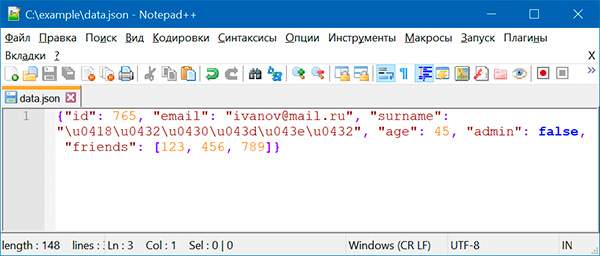 C:\example\data.json - Notepad++
Файл Правка Поиск Вид Кодировки Синтаксисы Опции Инструменты Макросы Запуск Плагины
Вкладки ? X
data.json
1 {"id": 765, "email": "ivanov@mail.ru", "surname":
"\u0418\u0432\u0430\u043d\u043e\u0432", "age": 45, "admin": false,
"friends": [123, 456, 789]}
length : 148 lines : Ln : 3 Col : 1 Sel : 0 | 0 Windows (CR LF) UTF-8 IN